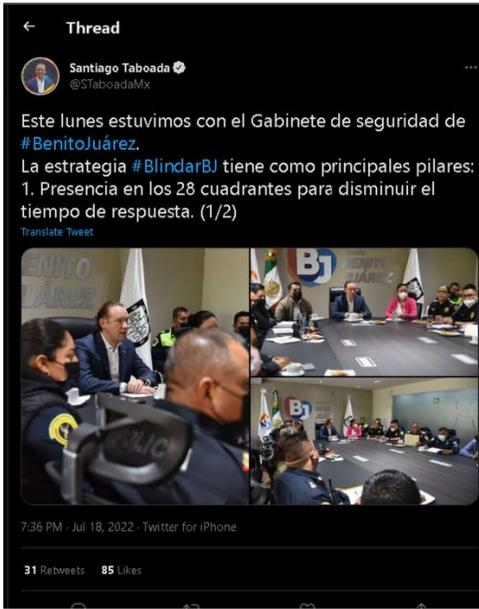 Thread
Santiago Taboada
@STaboadaMx
Este lunes estuvimos con el Gabinete de seguridad de
#BenitoJuárez.
La estrategia #BlindarBJ tiene como principales pilares:
1. Presencia en los 28 cuadrantes para disminuir el
tiempo de respuesta. (1/2)
Translate Tweet
BENITO
JUÁREZ
BJ
BENITO
JUÁREZ
BJ
POLIC
7:36 PM · Jul 18, 2022 · Twitter for iPhone
31 Retweets 85 Likes